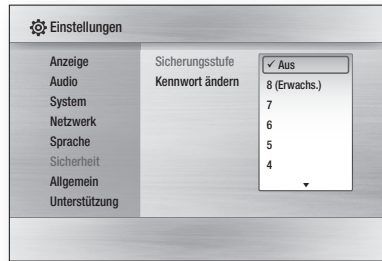 Einstellungen
Anzeige
Audio
System
Netzwerk
Sprache
Sicherheit
Allgemein
Unterstützung
Sicherungsstufe
Kennwort ändern
✓ Aus
8 (Erwachs.)
7
6
5
4